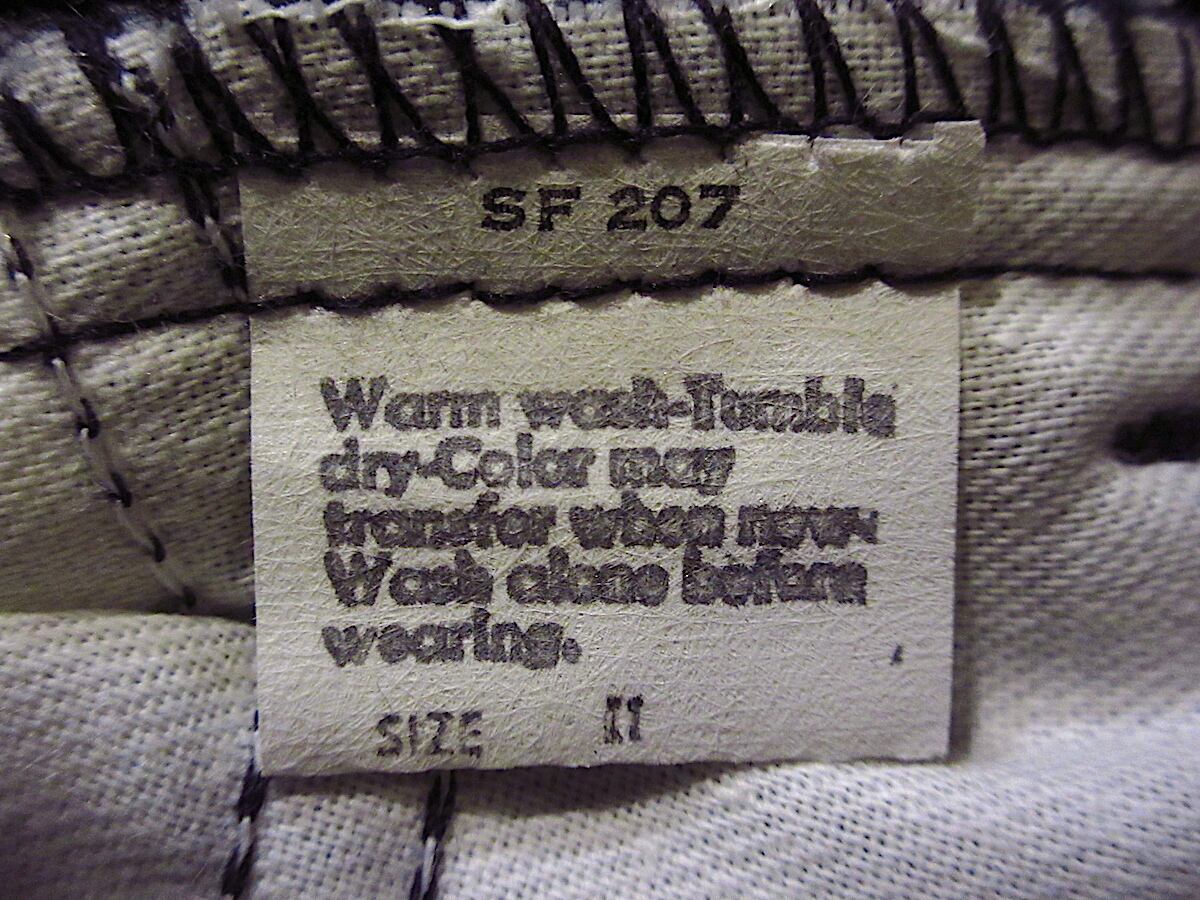 SF 207
Warm wash-Tumble
dry-Color may
transfer when new-
Wash alone before
wearing.
SIZE 11